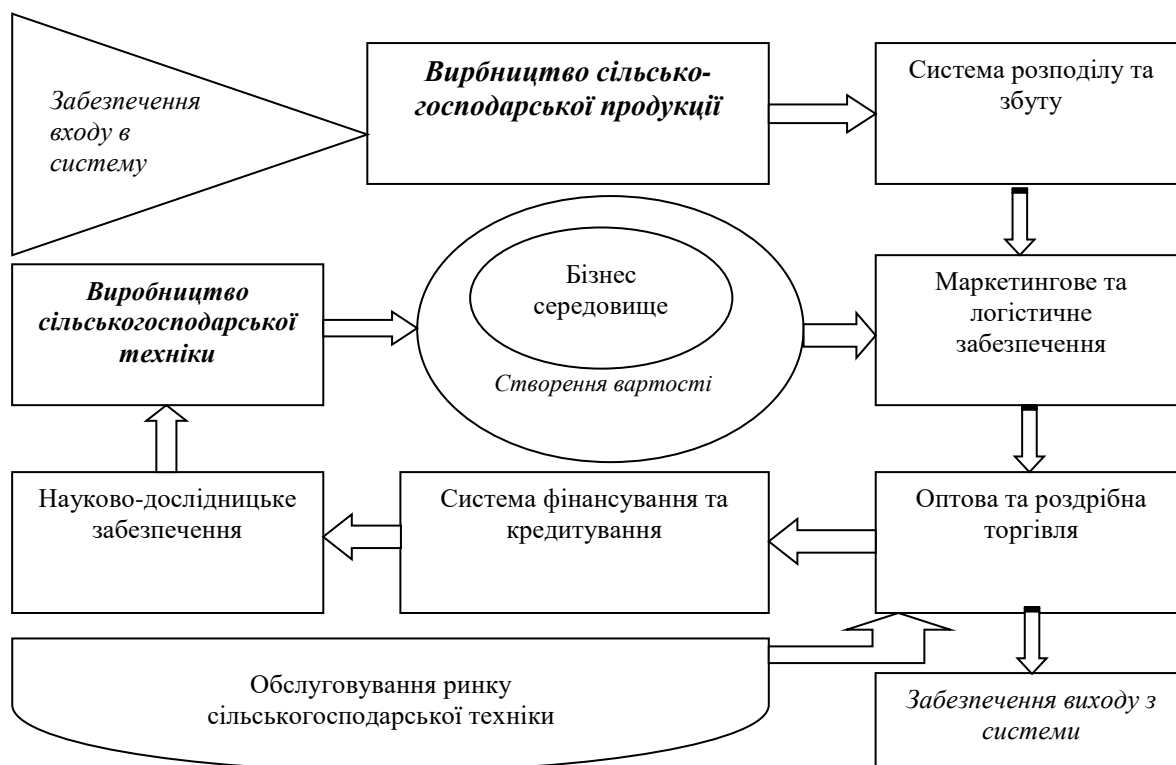 Забезпечення
входу в
систему
Вирбництво сільсько-
господарської продукції
Система розподілу та
збуту
Виробництво
сільськогосподарської
техніки
Бізнес
середовище
Створення вартості
Маркетингове та
логістичне
забезпечення
Науково-дослідницьке
забезпечення
Система фінансування та
кредитування
Оптова та роздрібна
торгівля
Обслуговування ринку
сільськогосподарської техніки
Забезпечення виходу з
системи